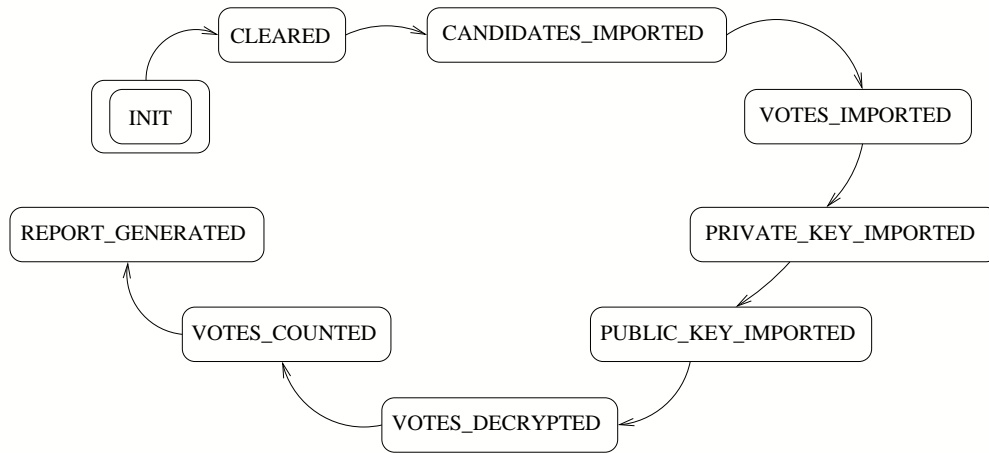 CLEARED
CANDIDATES_IMPORTED
INIT
VOTES_IMPORTED
REPORT_GENERATED
PRIVATE_KEY_IMPORTED
VOTES_COUNTED
PUBLIC_KEY_IMPORTED
VOTES_DECRYPTED